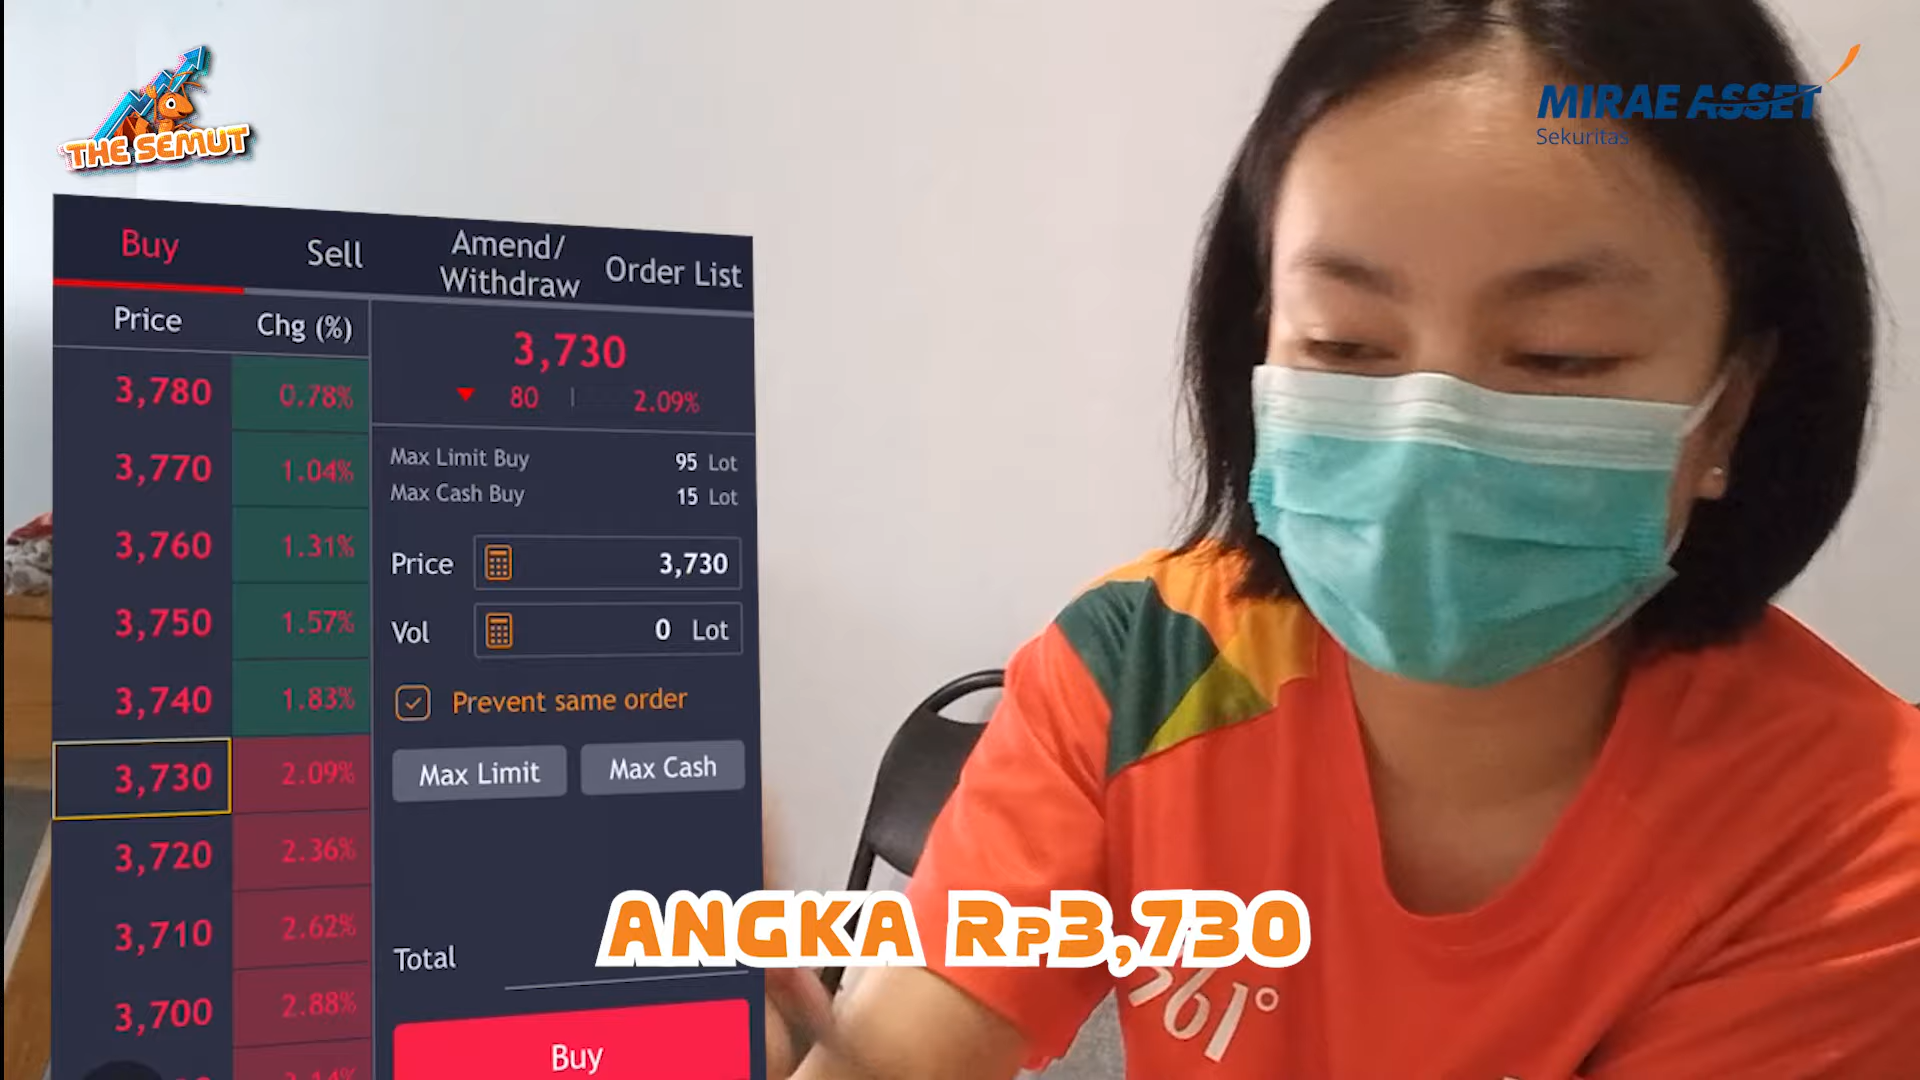 THE SEMUT
MIRAE ASSET
Sekuritas
Buy
Sell
Amend/
Withdraw
Order List
Price
Chg (%)
3,780
0.78%
3,770
1.04%
3,760
1.31%
3,750
1.57%
3,740
1.83%
3,730
2.09%
3,720
2.36%
3,710
2.62%
3,700
2.88%
3,730
80
2.09%
Max Limit Buy 95 Lot
Max Cash Buy 15 Lot
Price 3,730
Vol 0 Lot
Prevent same order
Max Limit
Max Cash
Total
Buy
ANGKA Rp3,730
361°